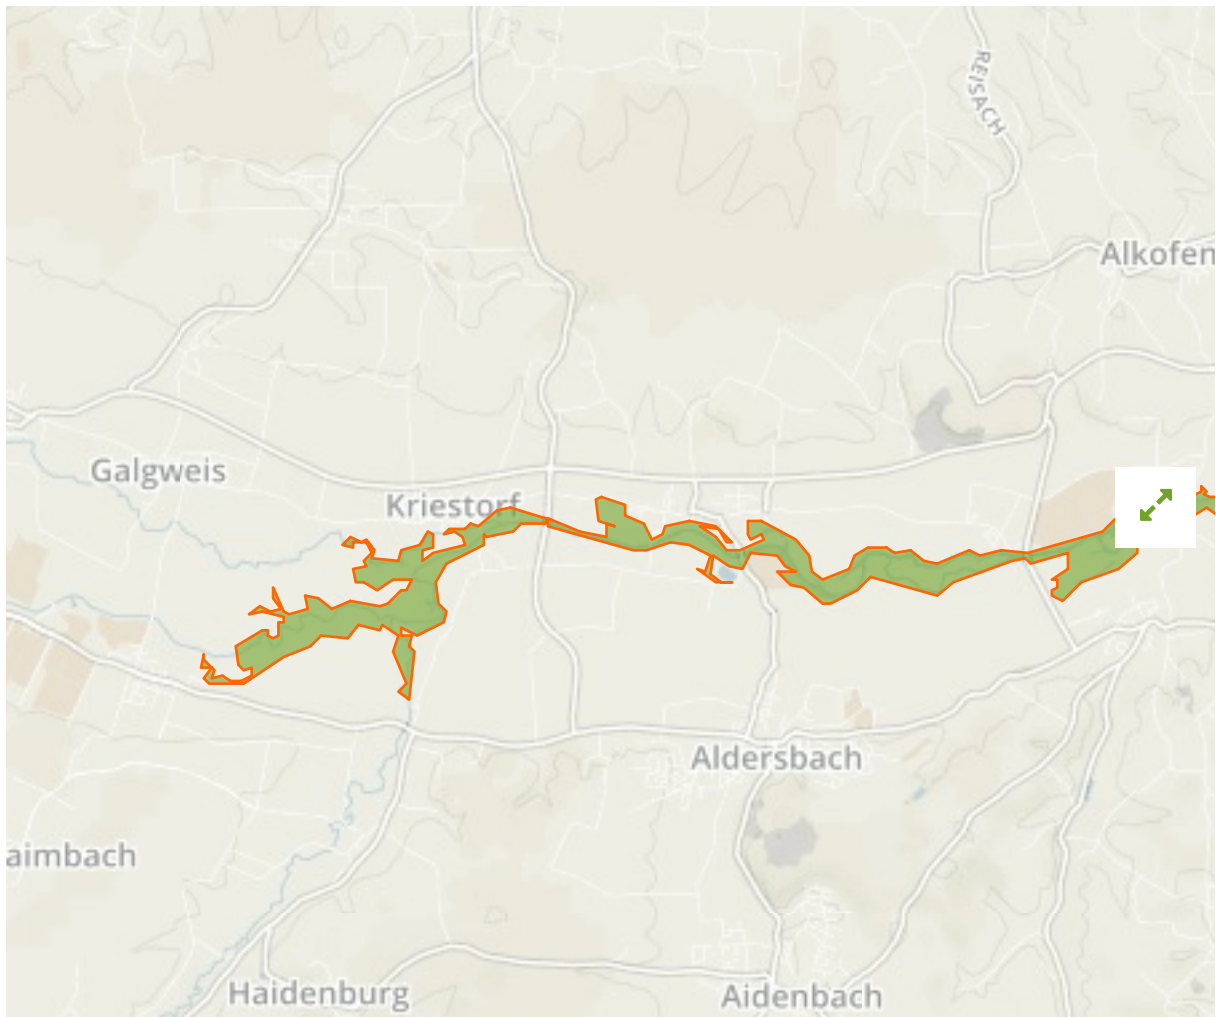 REISACH
Alkofen
Galgweis
Kriestorf
Aldersbach
aimbach
Haidenburg
Aidenbach